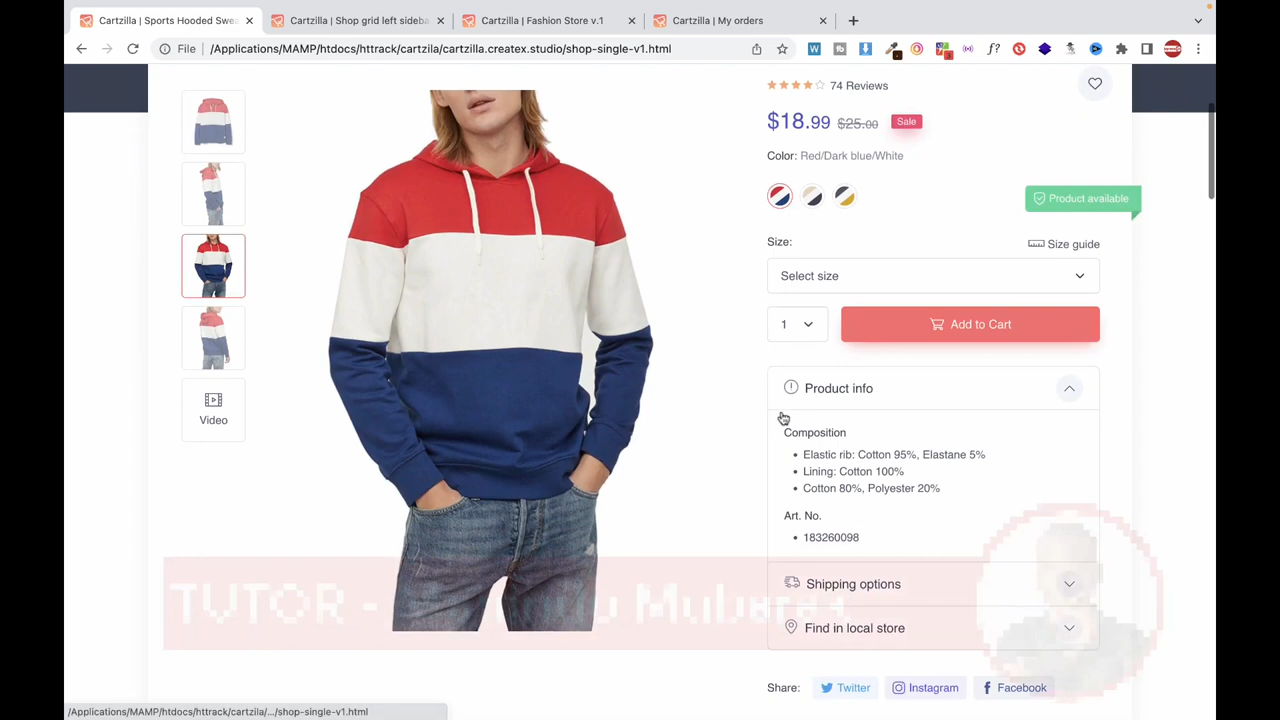 Cartzilla | Sports Hooded Swea
Cartzilla | Shop grid left sideba
Cartzilla | Fashion Store v.1
Cartzilla | My orders
File
/Applications/MAMP/htdocs/httrack/cartzila/cartzilla.createx.studio/shop-single-v1.html
74 Reviews
$18.99 $25.00 Sale
Color: Red/Dark blue/White
Product available
Size:
Size guide
Select size
1
Add to Cart
Product info
Video
Composition
• Elastic rib: Cotton 95%, Elastane 5%
• Lining: Cotton 100%
• Cotton 80%, Polyester 20%
Art. No.
• 183260098
Shipping options
TUTOR -
Find in local store
Share: Twitter Instagram Facebook
/Applications/MAMP/htdocs/httrack/cartzila/.../shop-single-v1.html